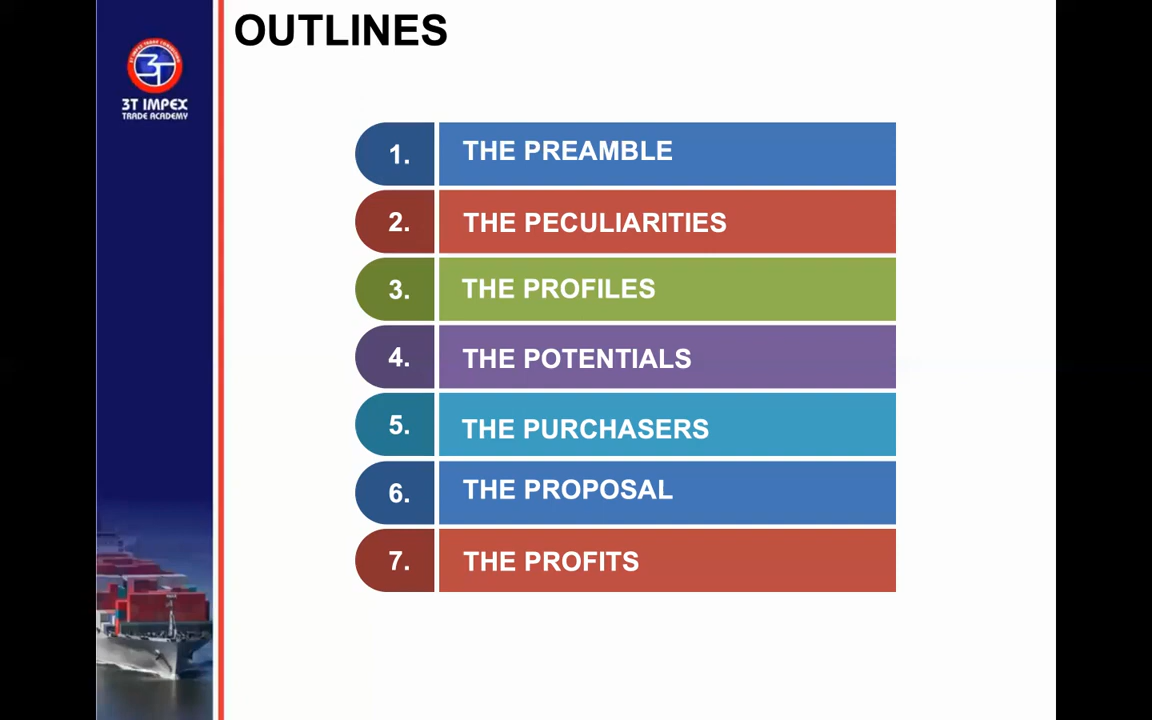 OUTLINES
3T IMPEX
TRADE ACADEMY
1. THE PREAMBLE
2. THE PECULIARITIES
3. THE PROFILES
4. THE POTENTIALS
5. THE PURCHASERS
6. THE PROPOSAL
7. THE PROFITS